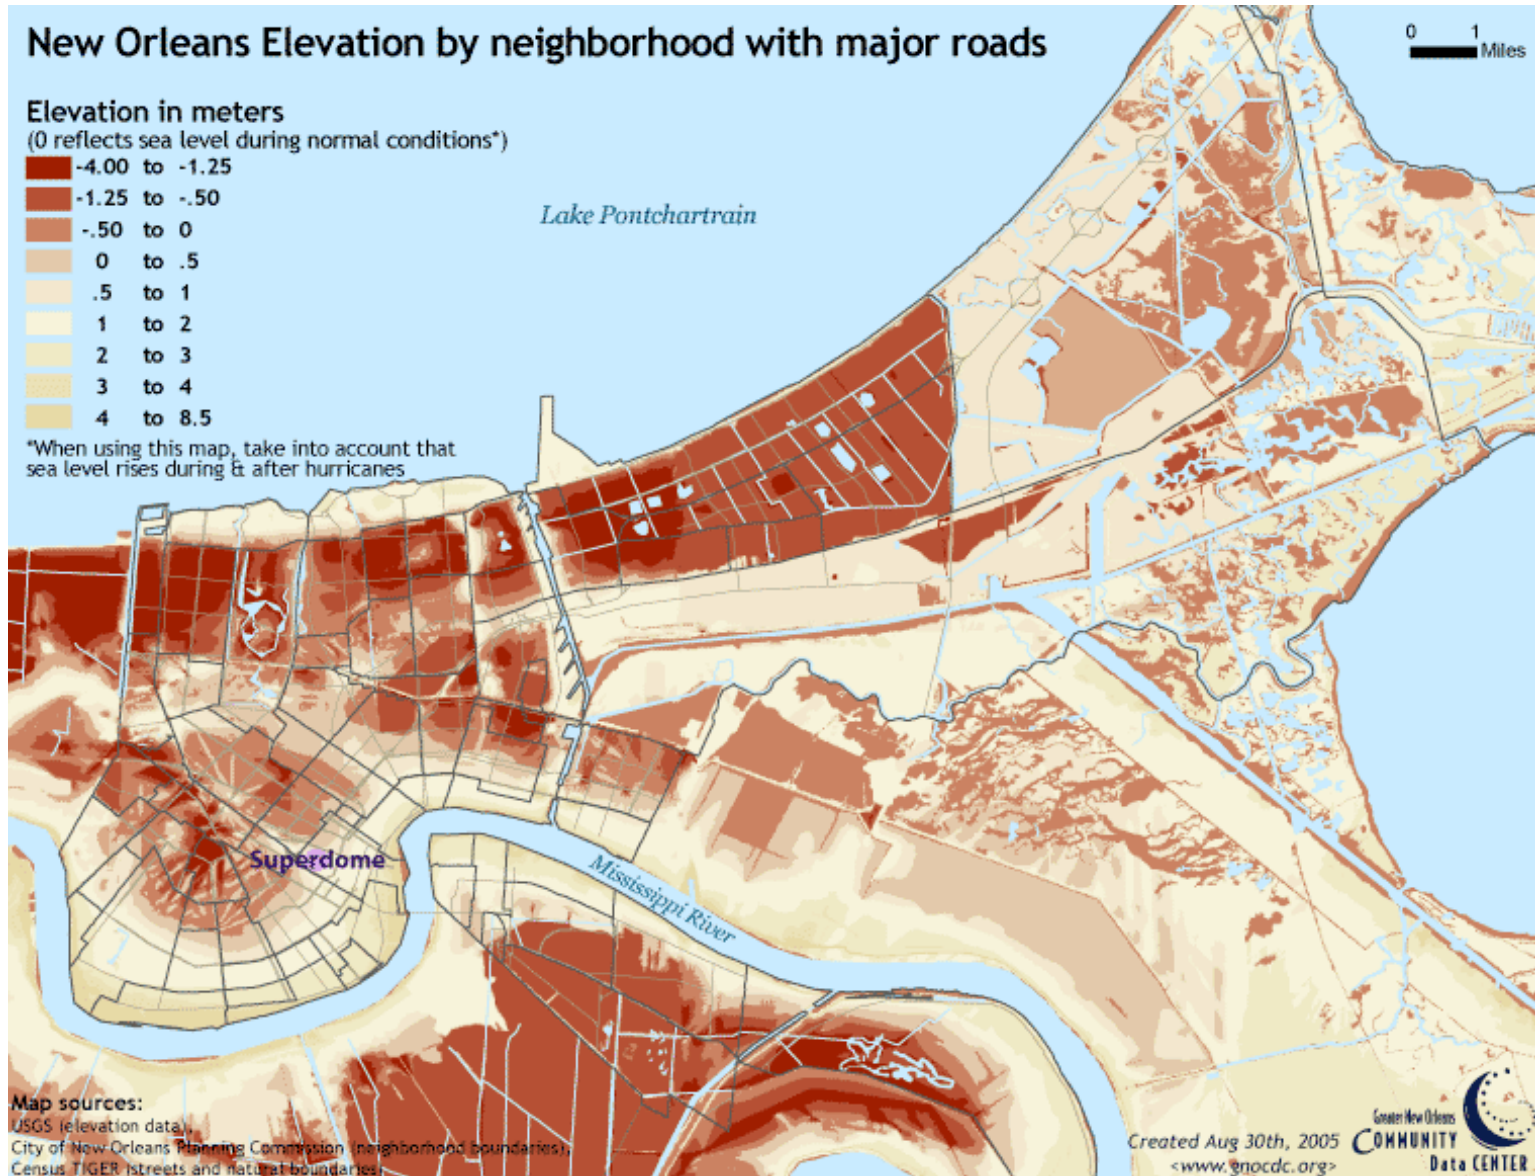 New Orleans Elevation by neighborhood with major roads
0 1
Miles
Elevation in meters
(0 reflects sea level during normal conditions*)
-4.00 to -1.25
-1.25 to -.50
-.50 to 0
0 to .5
.5 to 1
1 to 2
2 to 3
3 to 4
4 to 8.5
*When using this map, take into account that
sea level rises during & after hurricanes
Lake Pontchartrain
Superdome
Mississippi River
Map sources:
USGS (elevation data),
City of New Orleans Planning Commission (neighborhood boundaries),
Census TIGER (streets and natural boundaries)
Created Aug 30th, 2005
<www.gnocdc.org>
Greater New Orleans
COMMUNITY
Data CENTER